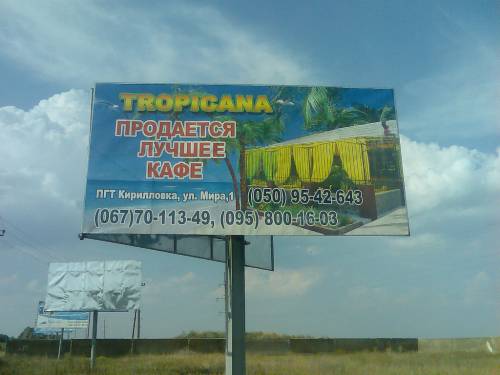 TROPICANA
ПРОДАЕТСЯ
ЛУЧШЕЕ
КАФЕ
ПГТ Кирилловка, ул. Мира,1 (050) 95-42-643
(067)70-113-49, (095) 800-16-03